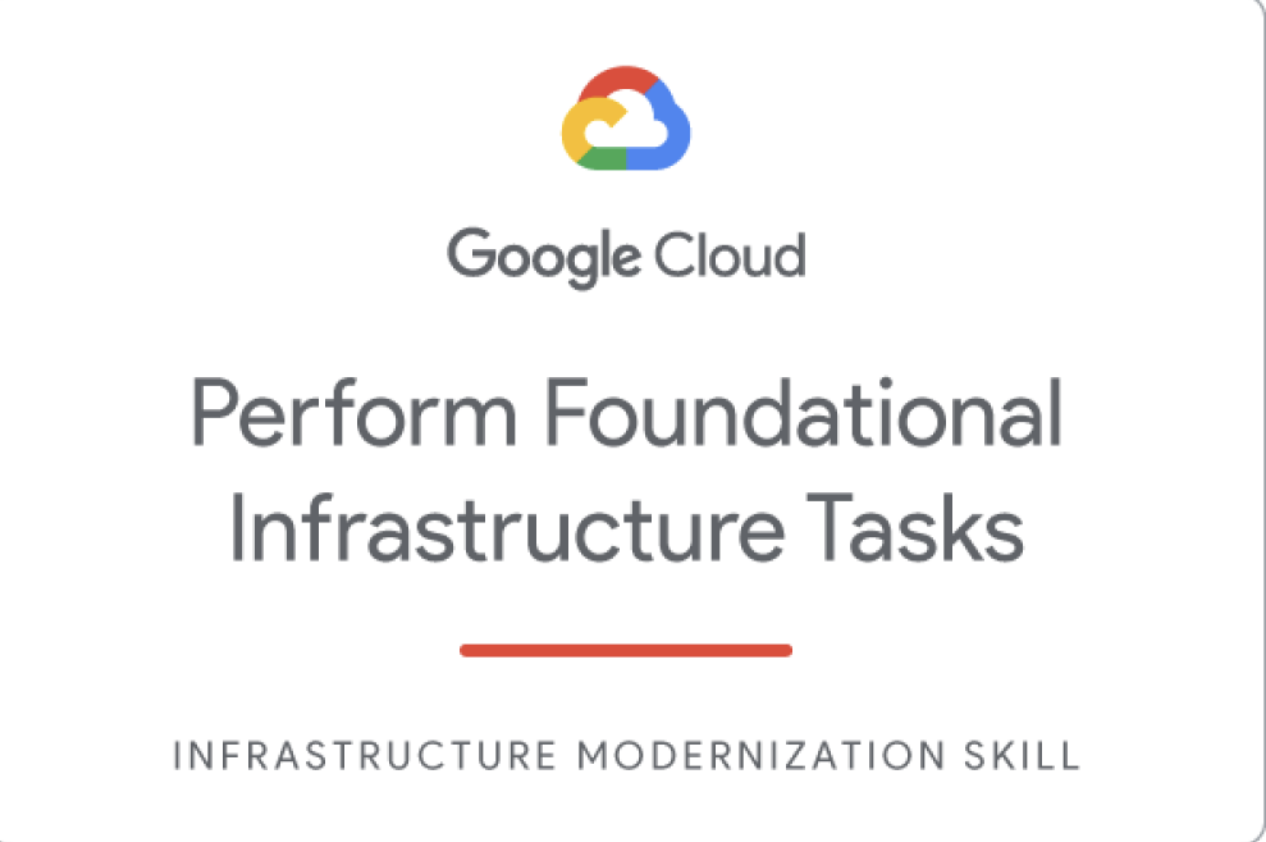 Google Cloud
Perform Foundational
Infrastructure Tasks
INFRASTRUCTURE MODERNIZATION SKILL